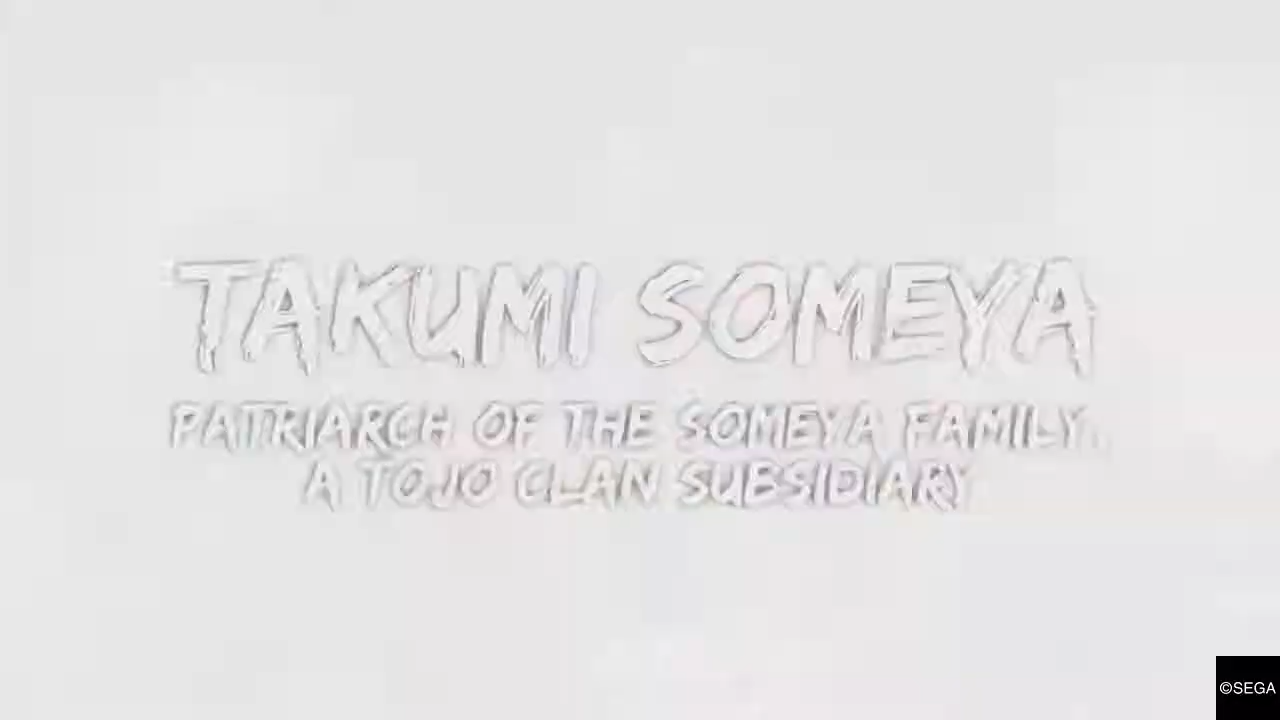 TAKUMI SOMEYA
PATRIARCH OF THE SOMEYA FAMILY,
A TOJO CLAN SUBSIDIARY
©SEGA